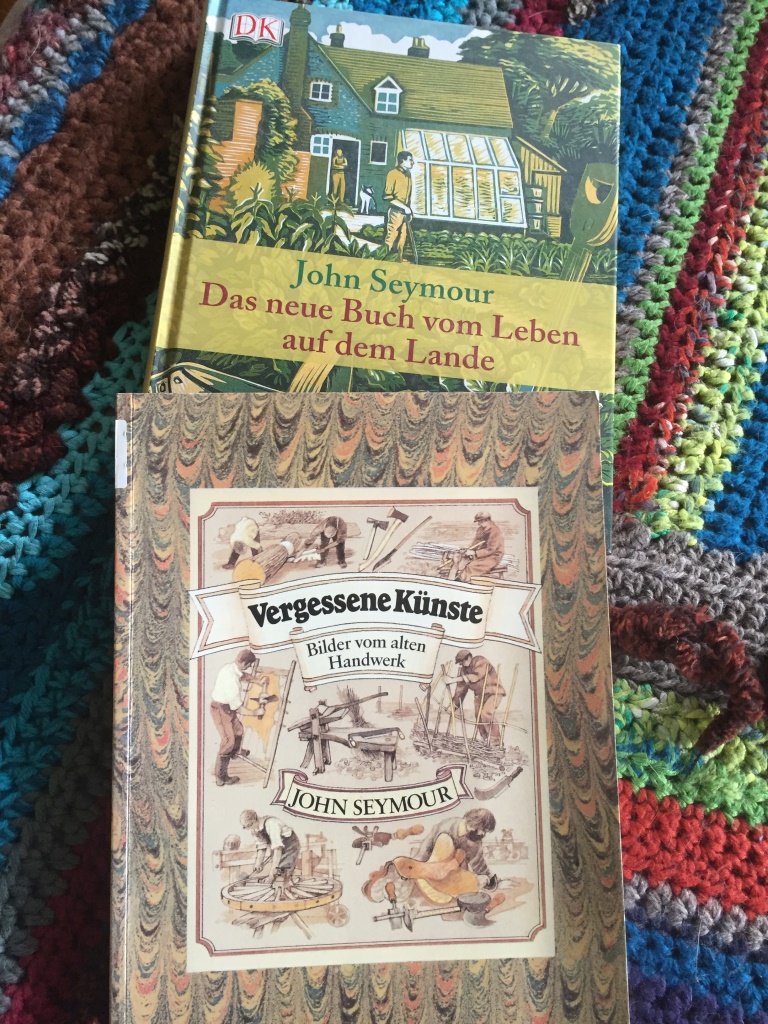 DK
John Seymour
Das neue Buch vom Leben
auf dem Lande
Vergessene Künste
Bilder vom alten
Handwerk
JOHN SEYMOUR